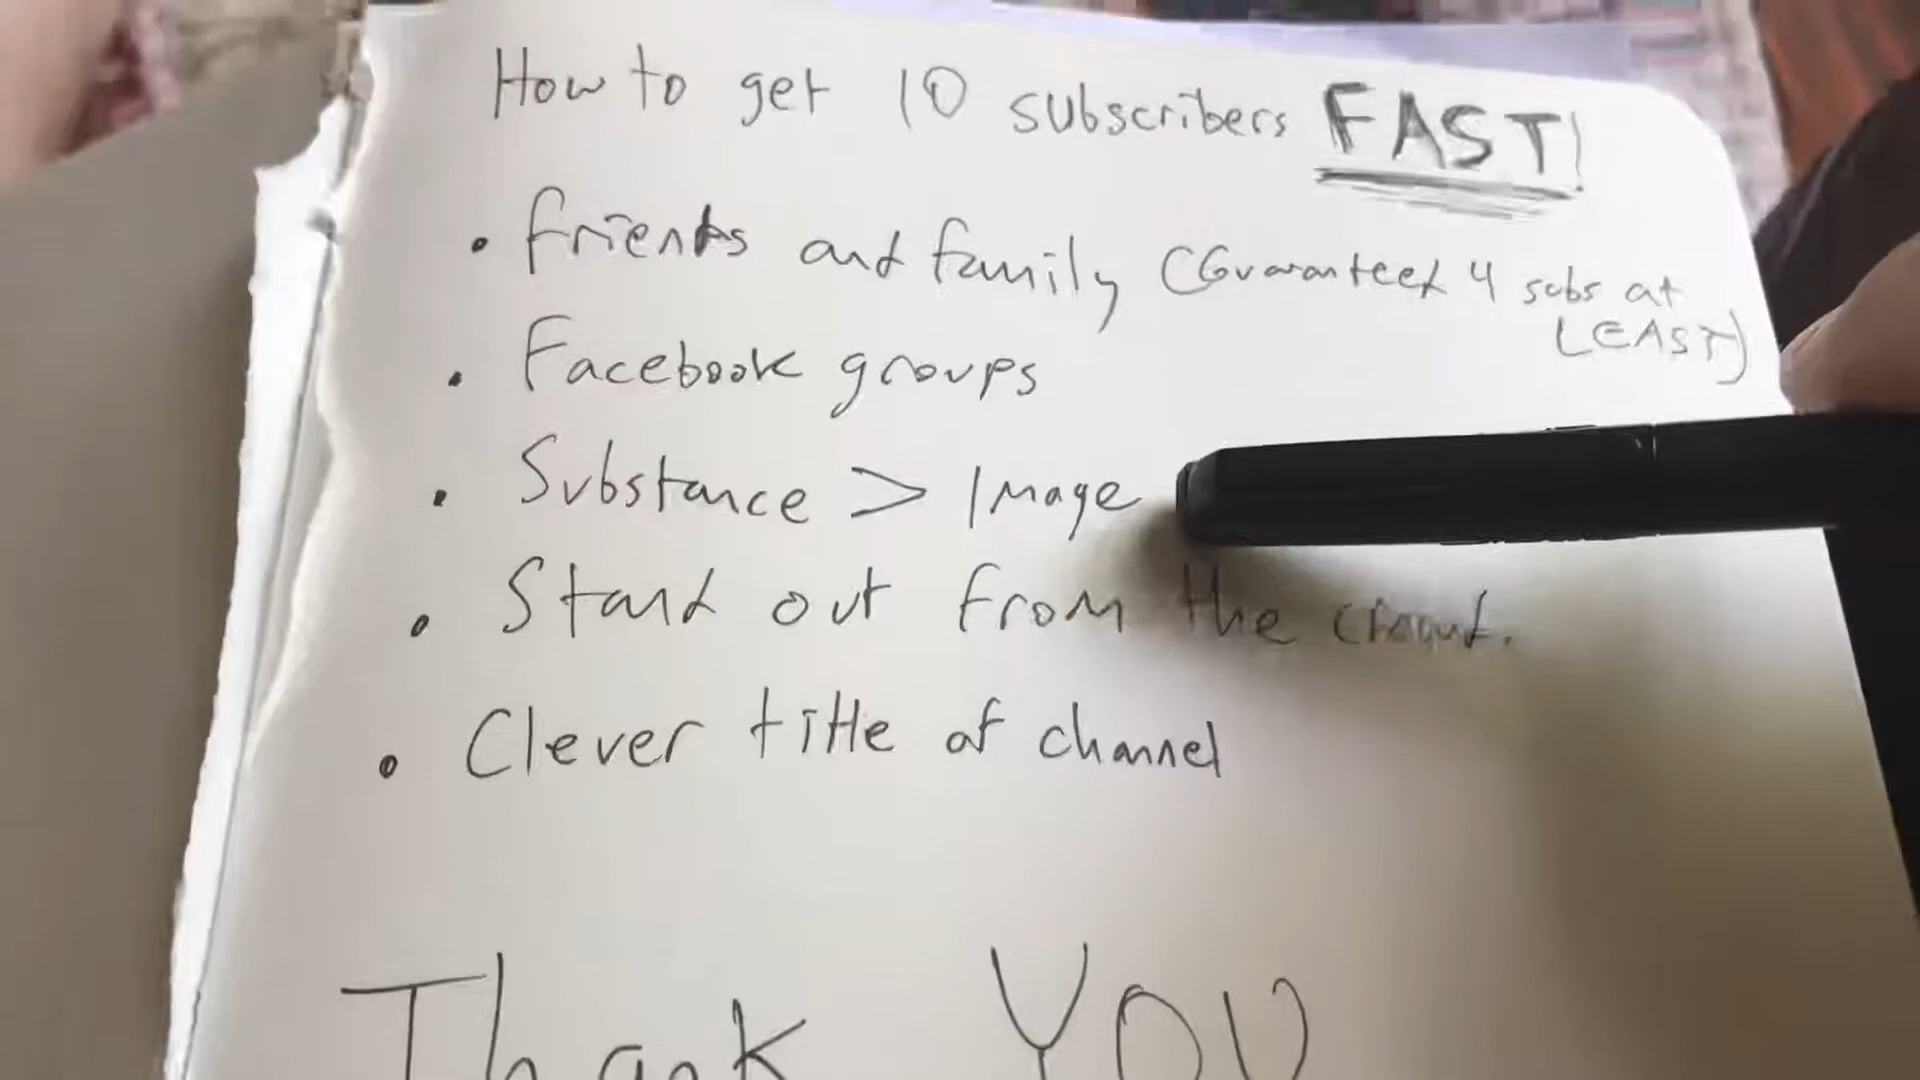 How to get 10 subscribers FAST!
• friends and family (Guaranteed 4 subs at
LEAST)
• Facebook groups
• Substance > Image
• Stand out from the
• Clever title of channel
Thank YOU